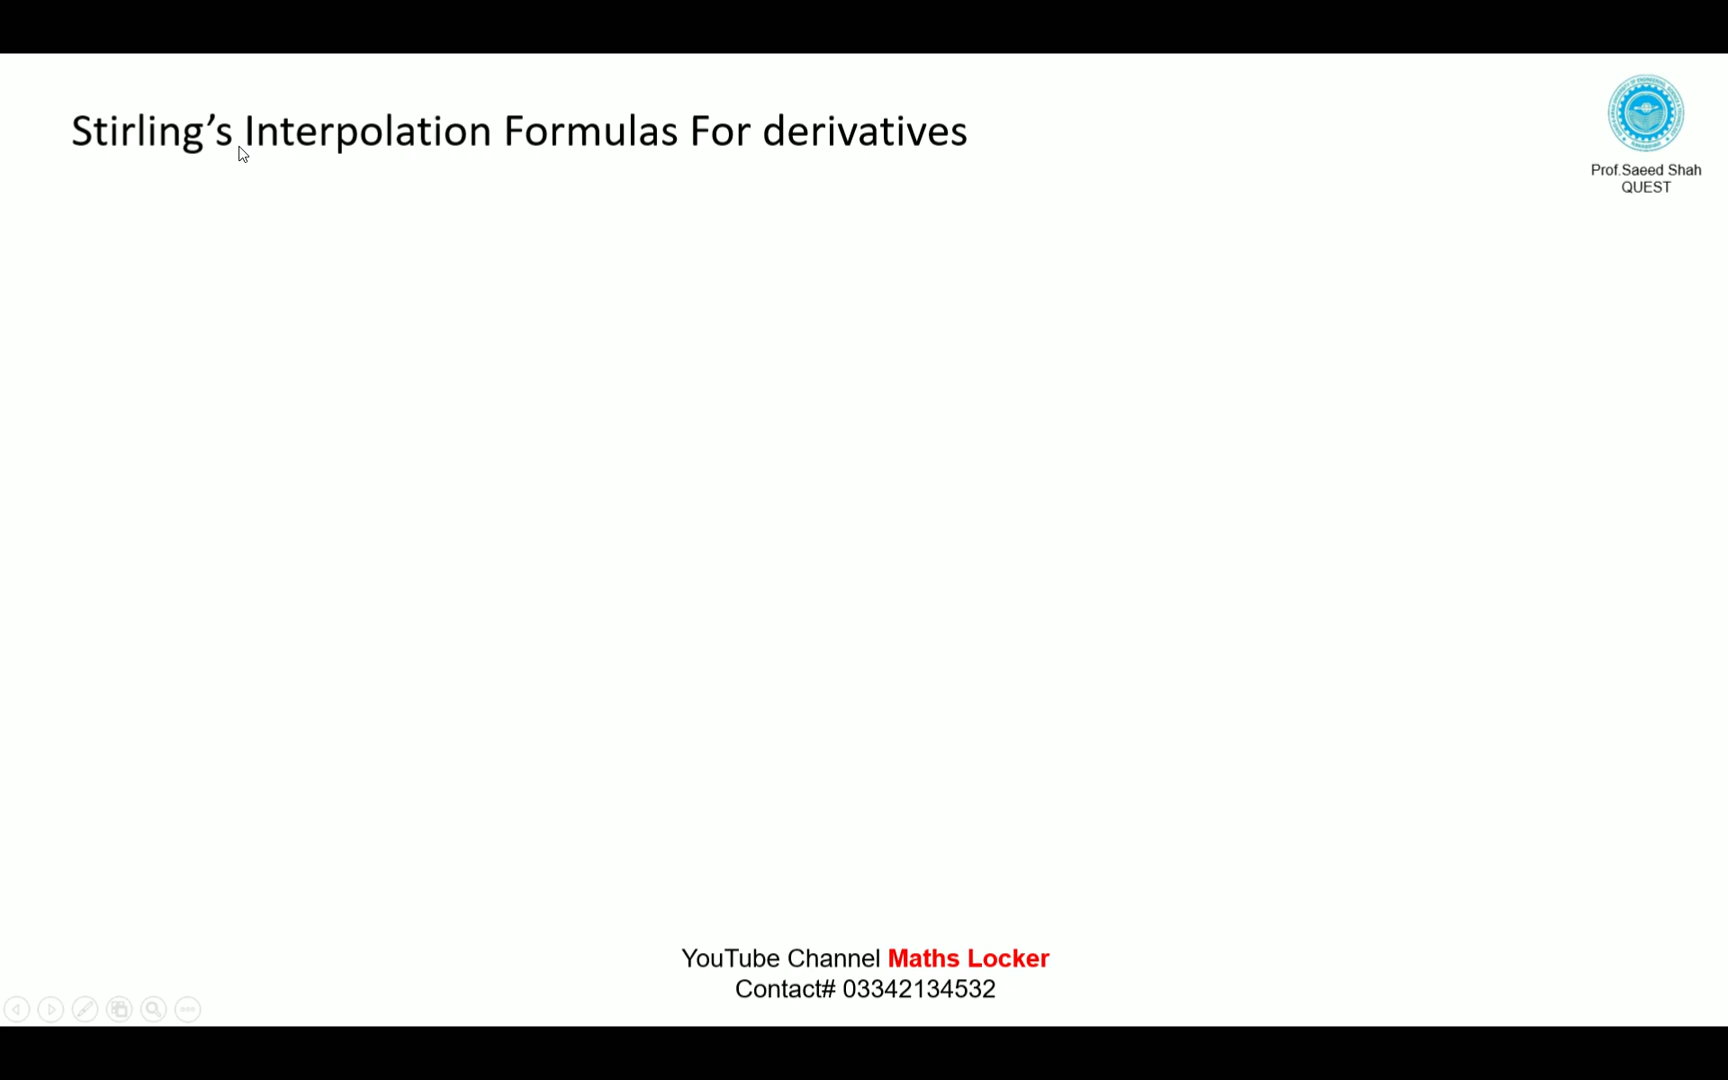 Stirling’s Interpolation Formulas For derivatives
Prof.Saeed Shah
QUEST
YouTube Channel Maths Locker
Contact# 03342134532